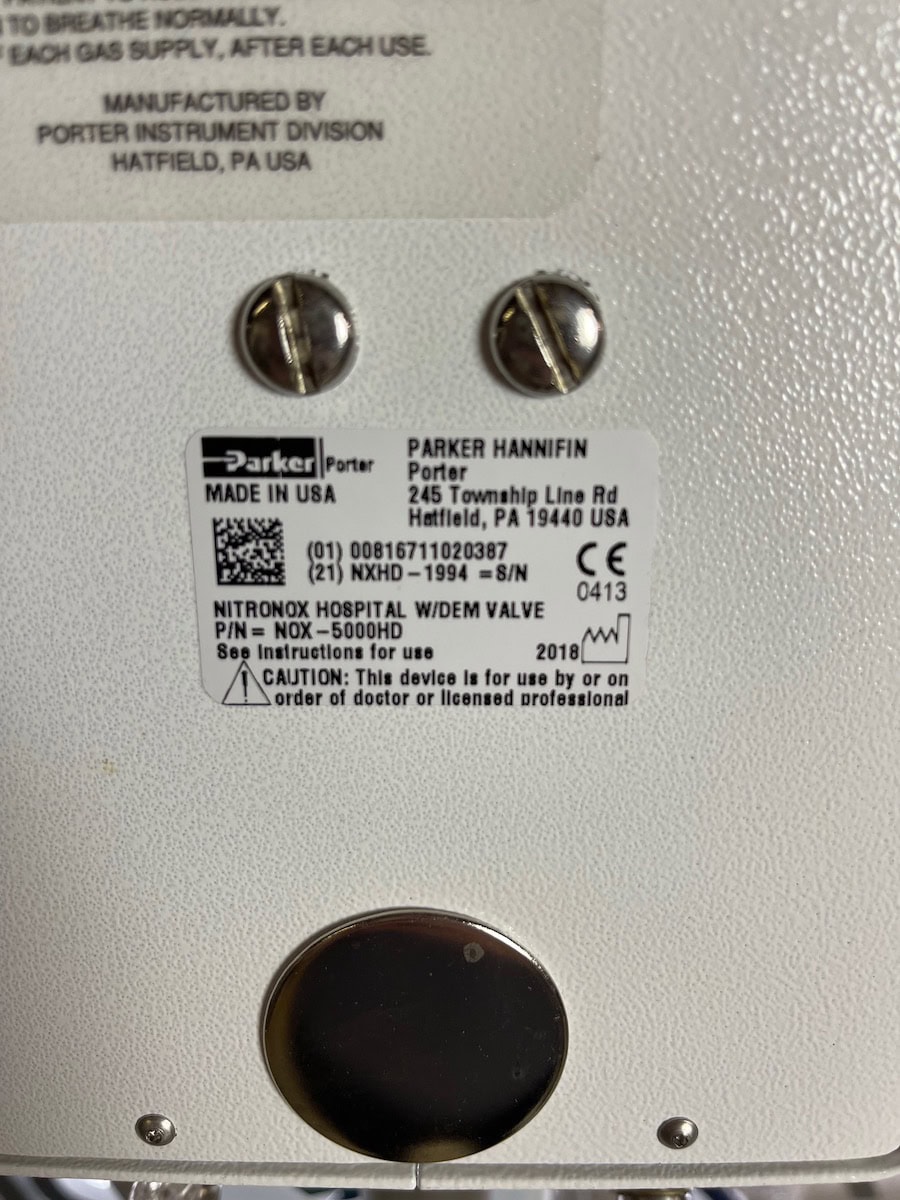 TO BREATHE NORMALLY.
EACH GAS SUPPLY, AFTER EACH USE.
MANUFACTURED BY
PORTER INSTRUMENT DIVISION
HATFIELD, PA USA
Parker Porter
MADE IN USA
PARKER HANNIFIN
Porter
245 Township Line Rd
Hatfield, PA 19440 USA
(01) 00816711020387
(21) NXHD-1994 =S/N
CE
0413
NITRONOX HOSPITAL W/DEM VALVE
P/N= NOX-5000HD
See Instructions for use
2018
CAUTION: This device is for use by or on
order of doctor or licensed professional